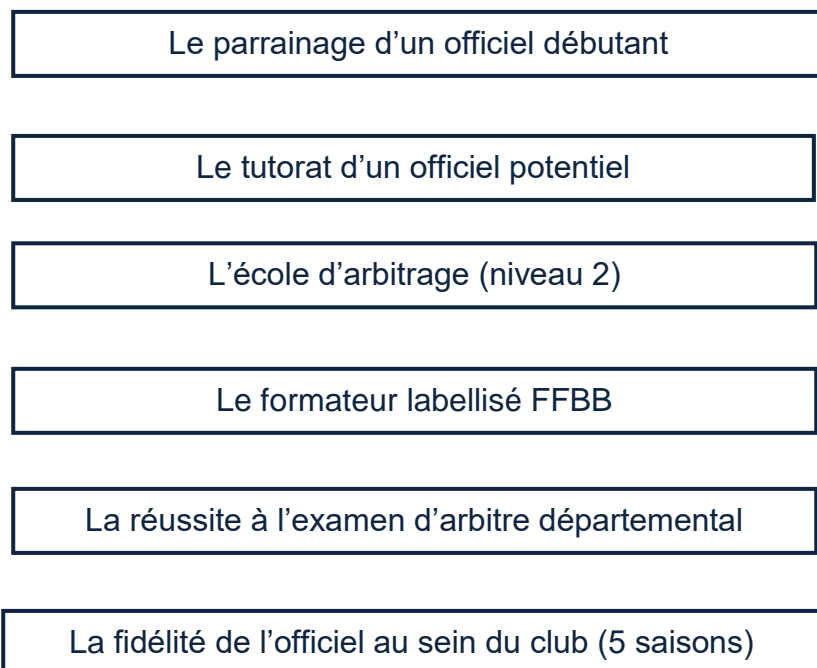 Le parrainage d’un officiel débutant
Le tutorat d’un officiel potentiel
L’école d’arbitrage (niveau 2)
Le formateur labellisé FFBB
La réussite à l’examen d’arbitre départemental
La fidélité de l’officiel au sein du club (5 saisons)